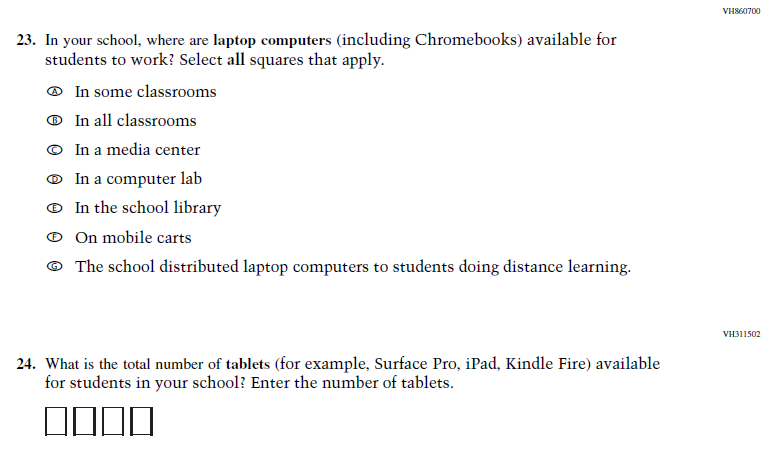 VH860700
23. In your school, where are laptop computers (including Chromebooks) available for
students to work? Select all squares that apply.
Ⓐ In some classrooms
Ⓑ In all classrooms
Ⓒ In a media center
Ⓓ In a computer lab
Ⓔ In the school library
Ⓕ On mobile carts
Ⓖ The school distributed laptop computers to students doing distance learning.
VH311502
24. What is the total number of tablets (for example, Surface Pro, iPad, Kindle Fire) available
for students in your school? Enter the number of tablets.